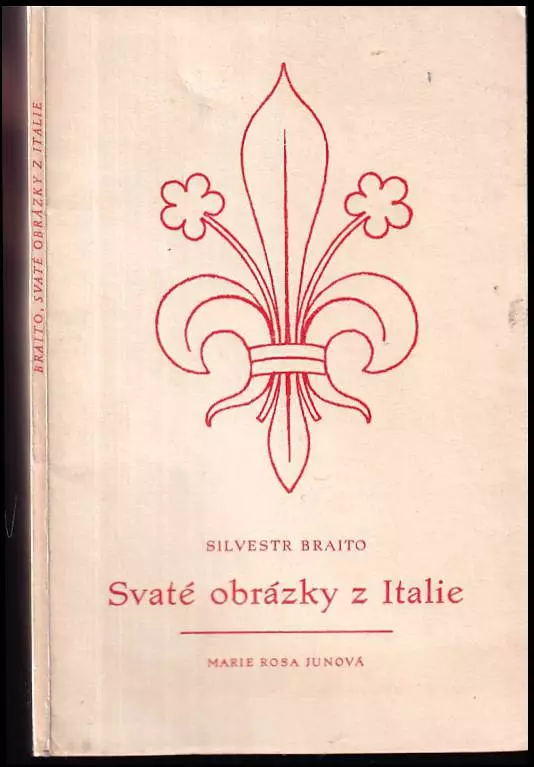 BRAITO, SVATÉ OBRÁZKY Z ITALIE
SILVESTR BRAITO
Svaté obrázky z Italie
MARIE ROSA JUNOVÁ